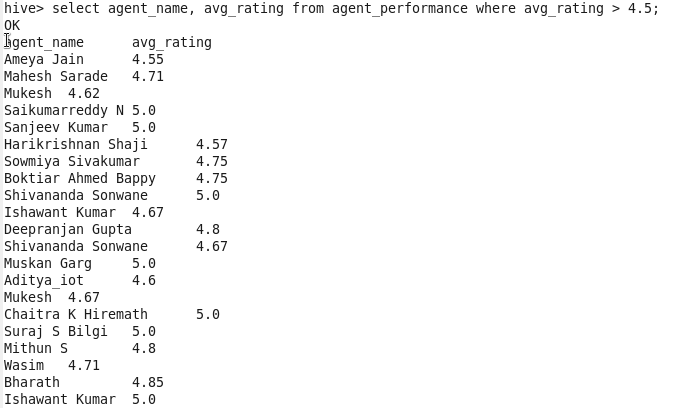 hive> select agent_name, avg_rating from agent_performance where avg_rating > 4.5;
OK
agent_name	avg_rating
Ameya Jain	4.55
Mahesh Sarade	4.71
Mukesh	4.62
Saikumarreddy N	5.0
Sanjeev Kumar	5.0
Harikrishnan Shaji	4.57
Sowmiya Sivakumar	4.75
Boktiar Ahmed Bappy	4.75
Shivananda Sonwane	5.0
Ishawant Kumar	4.67
Deepranjan Gupta	4.8
Shivananda Sonwane	4.67
Muskan Garg	5.0
Aditya_iot	4.6
Mukesh	4.67
Chaitra K Hiremath	5.0
Suraj S Bilgi	5.0
Mithun S	4.8
Wasim	4.71
Bharath	4.85
Ishawant Kumar	5.0